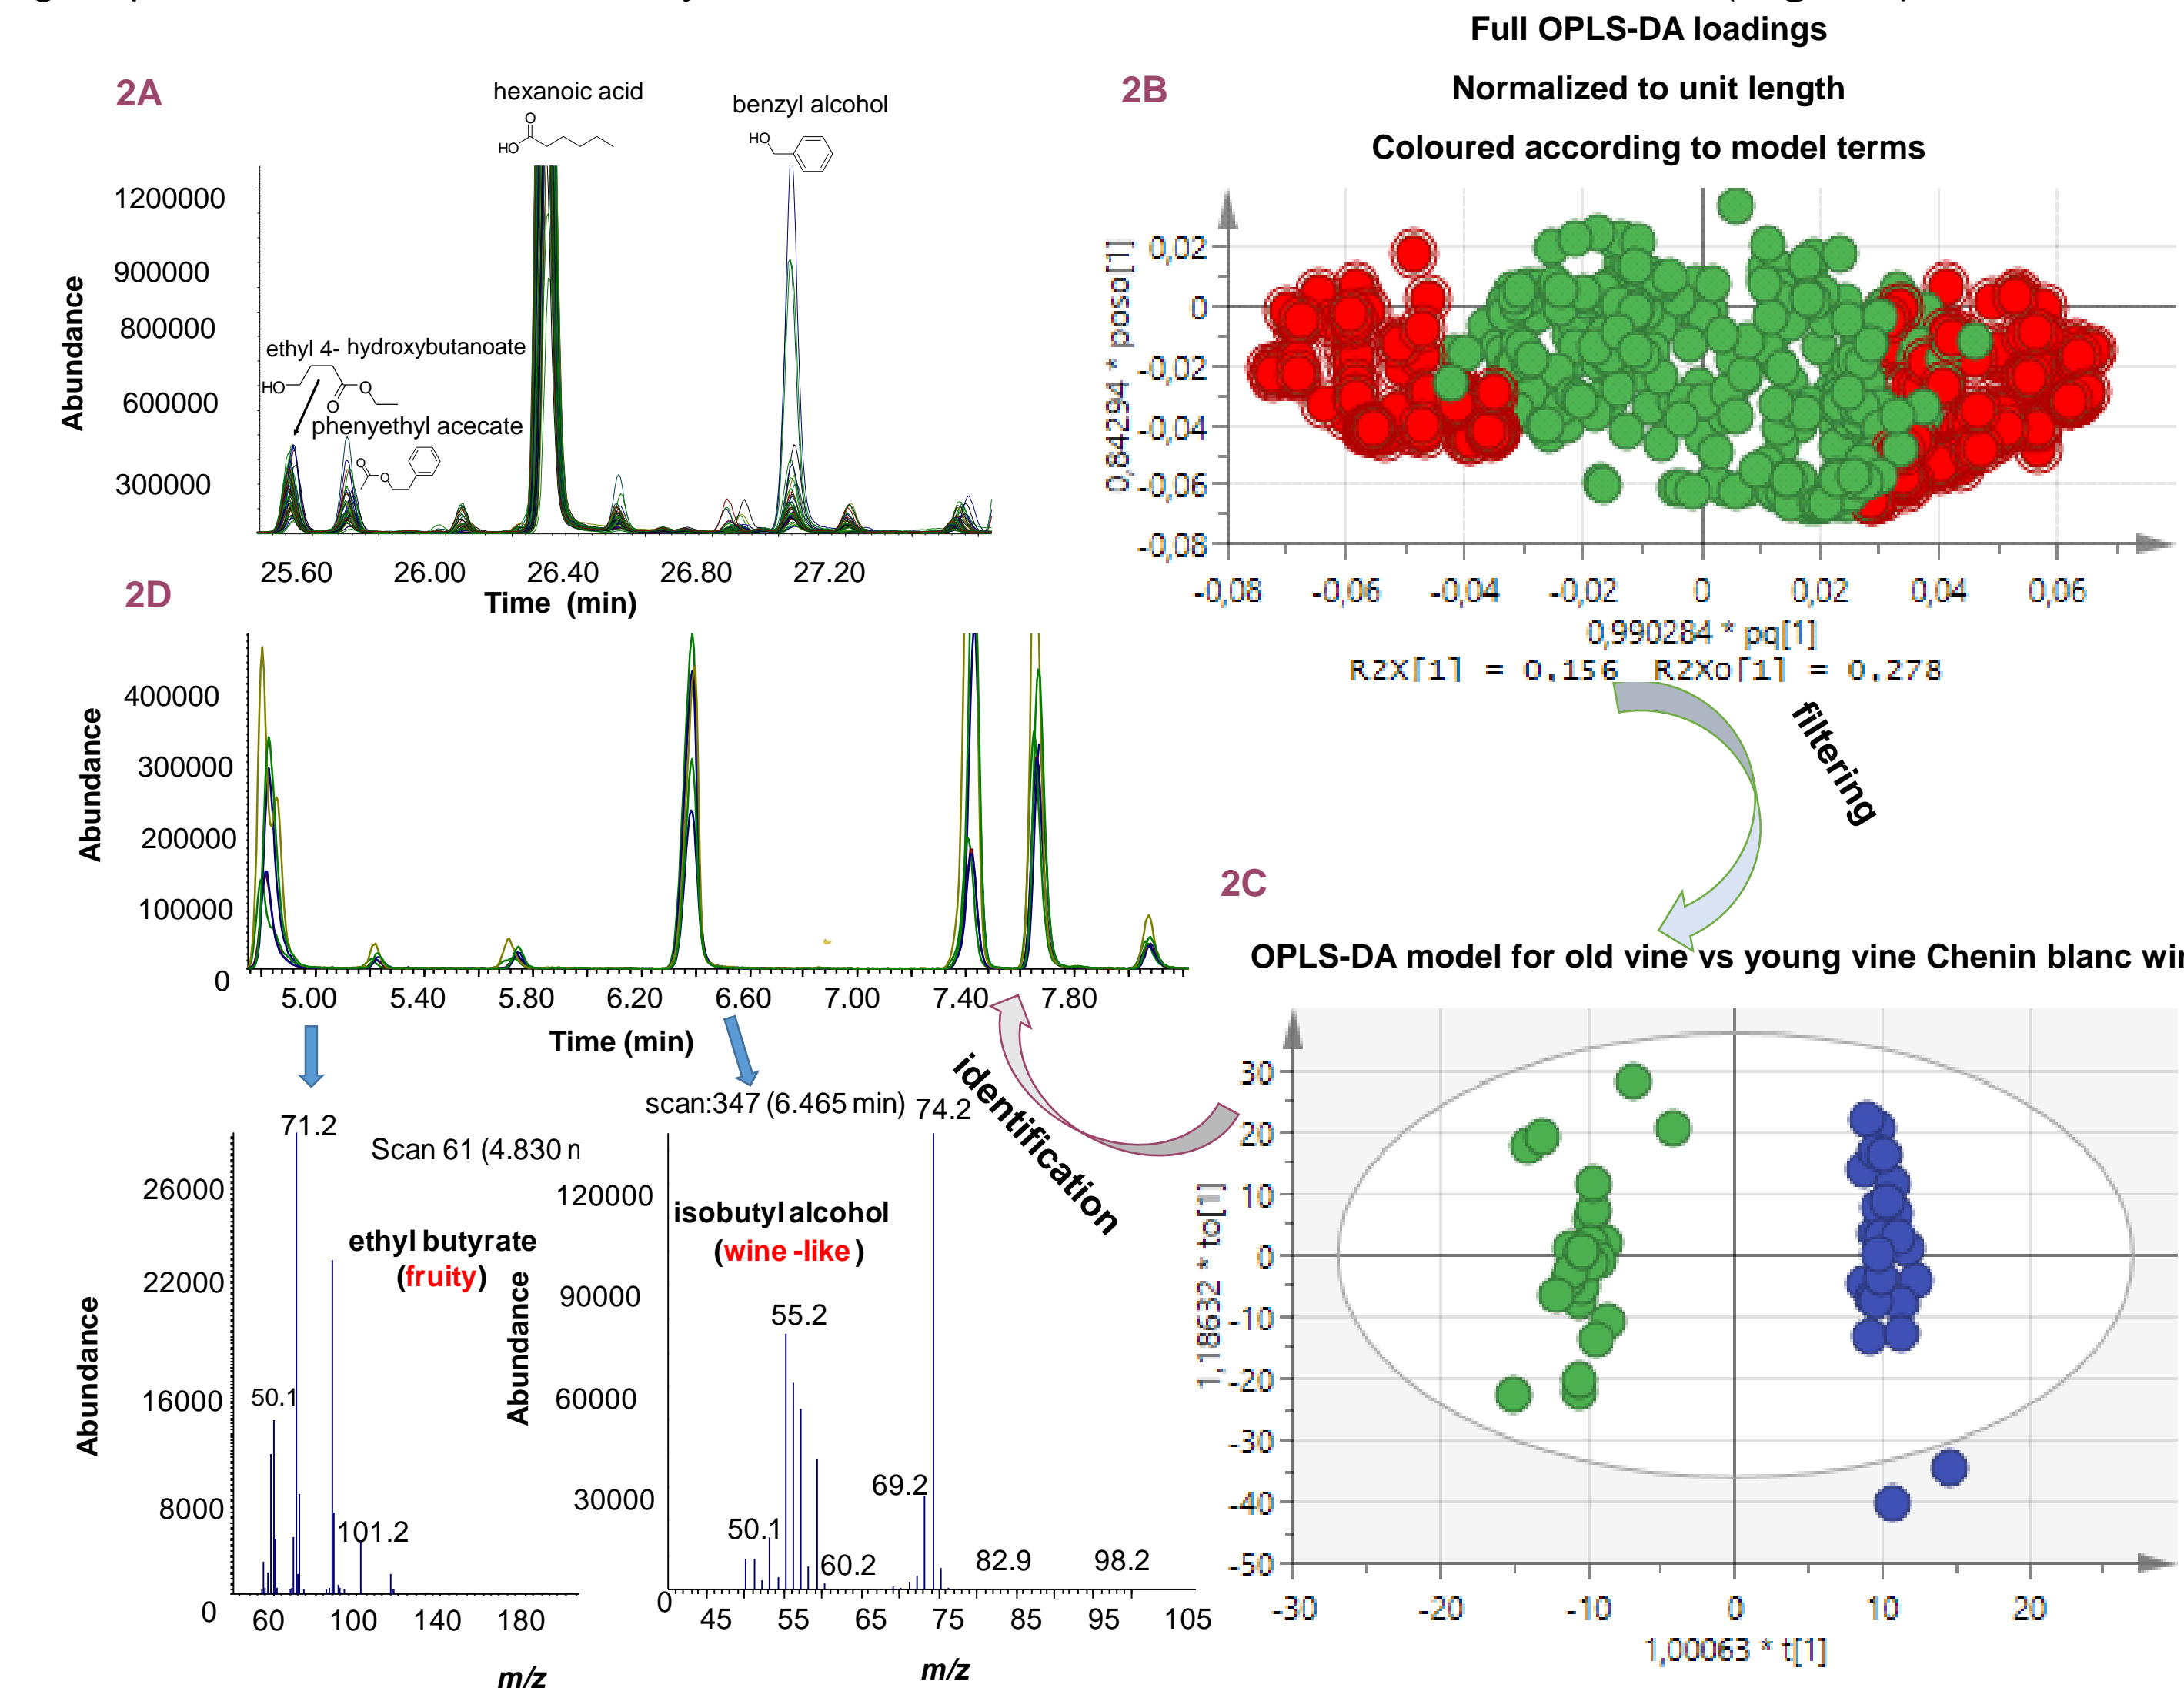 2A
hexanoic acid
O
HO
benzyl alcohol
HO
1200000
900000
800000
600000
300000
Abundance
ethyl 4- hydroxybutanoate
HO
O
O
phenyethyl acecate
O
O
25.60 26.00 26.40 26.80 27.20
Time (min)
2B
Full OPLS-DA loadings
Normalized to unit length
Coloured according to model terms
0,84294 * poso[1]
0,02
0
-0,02
-0,04
-0,06
-0,08
-0,08 -0,06 -0,04 -0,02 0 0,02 0,04 0,06
0,990284 * pq[1]
R2X[1] = 0.156 R2Xo[1] = 0.278
filtering
2D
Abundance
400000
300000
200000
100000
0
5.00 5.40 5.80 6.20 6.60 7.00 7.40 7.80
Time (min)
identification
71.2
Scan 61 (4.830
50.1
101.2
ethyl butyrate
(fruity)
Abundance
26000
22000
16000
8000
0
60 100 140 180
m/z
scan:347 (6.465 min) 74.2
isobutyl alcohol
(wine -like )
Abundance
120000
90000
60000
30000
0
55.2
69.2
50.1
60.2
82.9
98.2
45 55 65 75 85 95 105
m/z
2C
OPLS-DA model for old vine vs young vine Chenin blanc
1,18632 * to[1]
30
20
10
0
-10
-20
-30
-40
-50
-30 -20 -10 0 10 20
1,00063 * t[1]